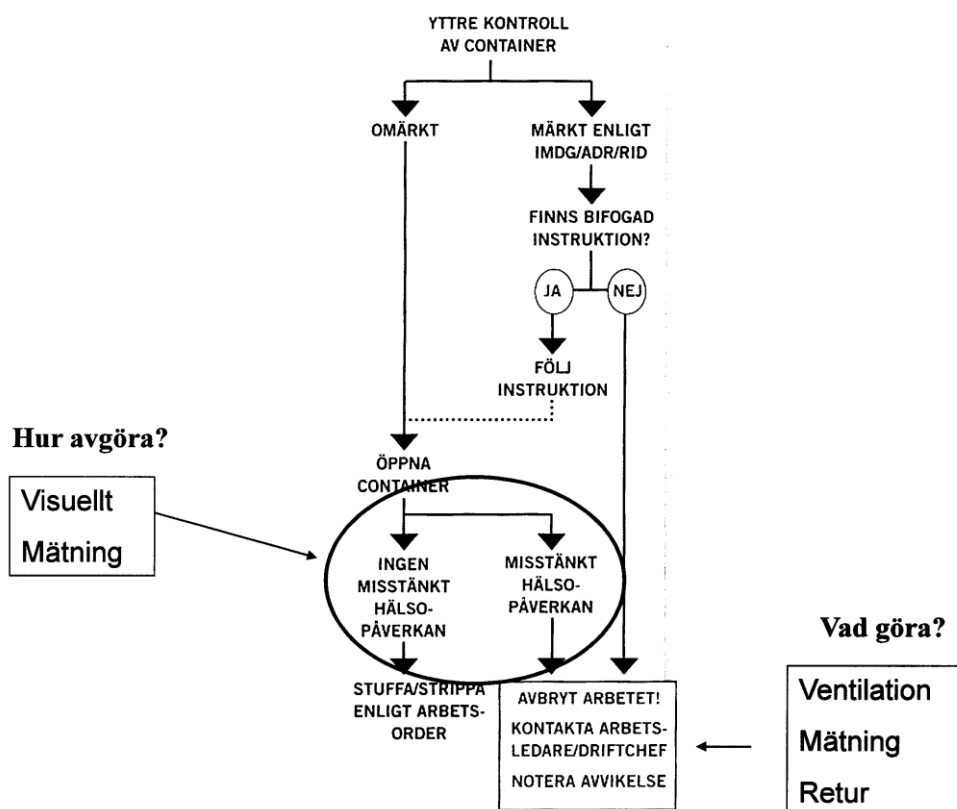 YTTRE KONTROLL
AV CONTAINER
OMÄRKT
MÄRKT ENLIGT
IMDG/ADR/RID
FINNS BIFOGAD
INSTRUKTION?
JA
NEJ
FÖLJ
INSTRUKTION
Hur avgöra?
Visuellt
Mätning
ÖPPNA
CONTAINER
INGEN
MISSTÄNKT
HÄLSO-
PÅVERKAN
MISSTÄNKT
HÄLSO-
PÅVERKAN
STUFFA/STRIPPA
ENLIGT ARBETS-
ORDER
AVBRYT ARBETET!
KONTAKTA ARBETS-
LEDARE/DRIFTCHEF
NOTERA AVVIKELSE
Vad göra?
Ventilation
Mätning
Retur